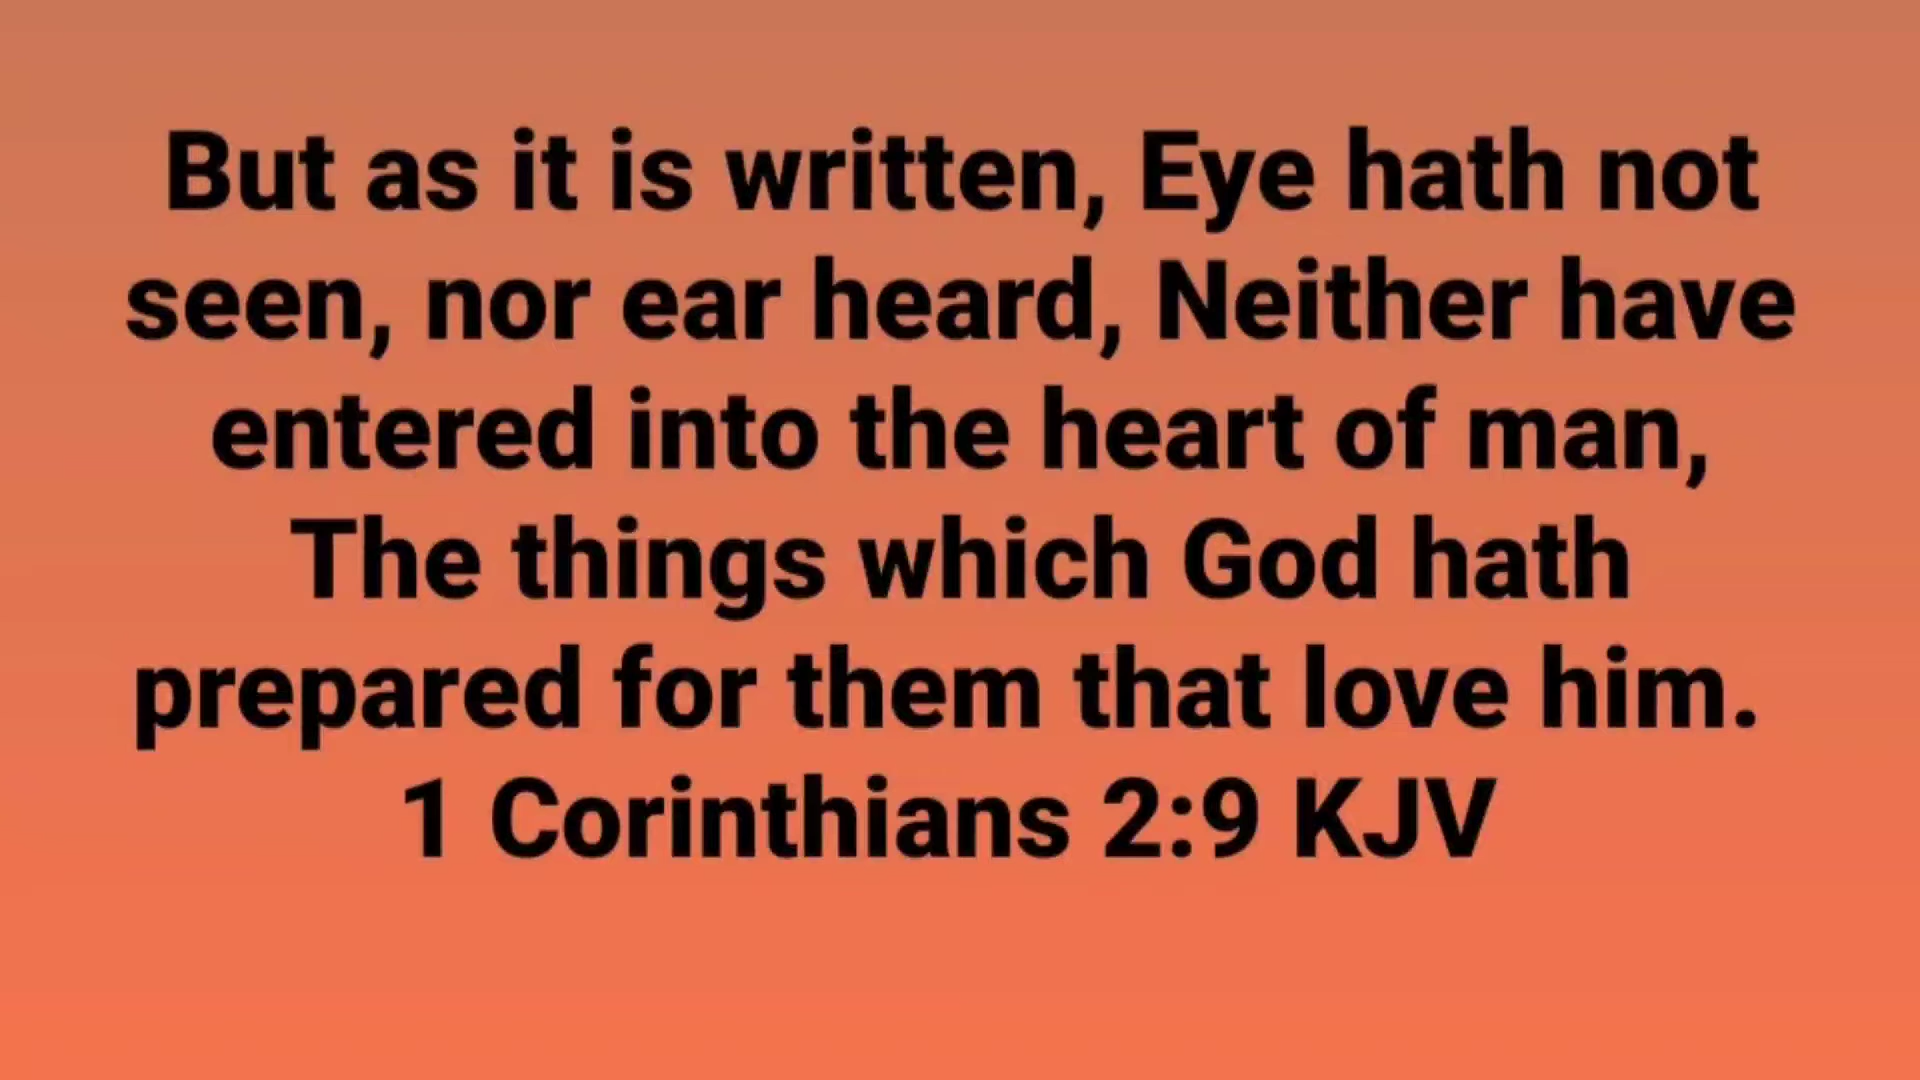 But as it is written, Eye hath not
seen, nor ear heard, Neither have
entered into the heart of man,
The things which God hath
prepared for them that love him.
1 Corinthians 2:9 KJV